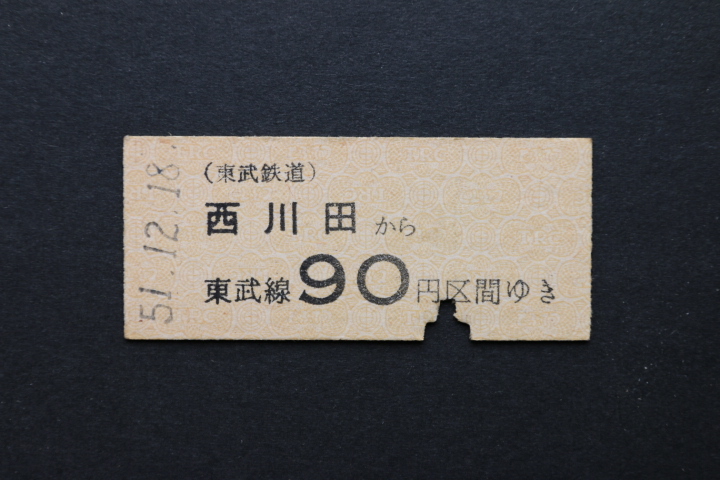 51.12.18.
(東武鉄道)
西川田から
東武線90円区間ゆき